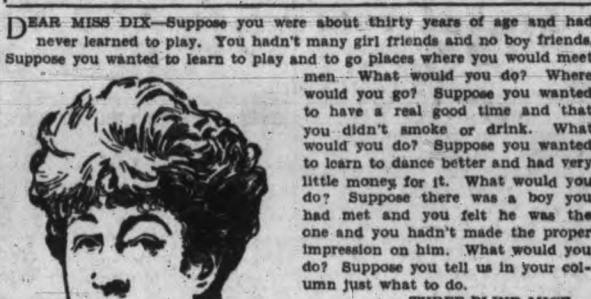 DEAR MISS DIX—Suppose you were about thirty years of age and had
never learned to play. You hadn't many girl friends and no boy friends.
Suppose you wanted to learn to play and to go places where you would meet
men. What would you do? Where
would you go? Suppose you wanted
to have a real good time and that
you didn't smoke or drink. What
would you do? Suppose you wanted
to learn to dance better and had very
little money for it. What would you
do? Suppose there was a boy you
had met and you felt he was the
one and you hadn't made the proper
impression on him. What would you
do? Suppose you tell us in your col-
umn just what to do.
THREE BLIND MICE